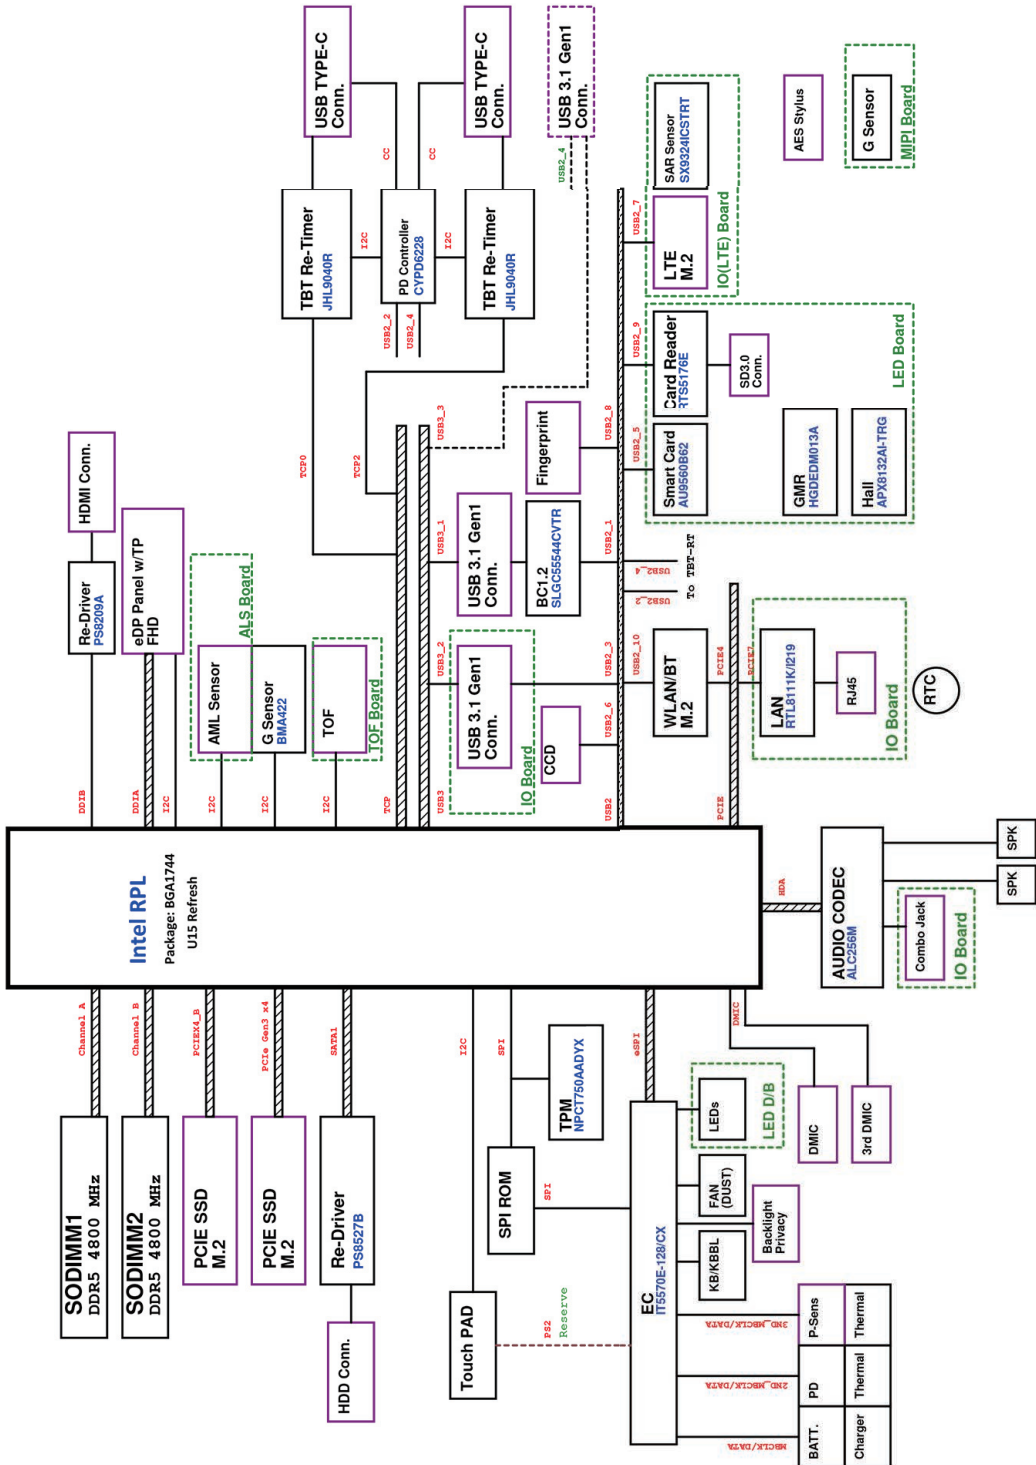 SODIMM1
DDR5 4800 MHz
Channel A
SODIMM2
DDR5 4800 MHz
Channel B
PCIE SSD
M.2
PCIEX4_B
PCIE SSD
M.2
PCIe Gen3 x4
HDD Conn.
Re-Driver
PS8527B
SATA1
Touch PAD
I2C
SPI ROM
SPI
TPM
NPCT750AADYX
SPI
PS2
Reserve
EC
IT5570E-128/CX
eSPI
MBCLK/DATA
2ND_MBCLK/DATA
3ND_MBCLK/DATA
BATT.
PD
P-Sens
Charger
Thermal
Thermal
KB/KBBL
FAN
(DUST)
Backlight
Privacy
LEDs
LED D/B
DMIC
DMIC
3rd DMIC
Intel RPL
Package: BGA1744
U15 Refresh
HDA
AUDIO CODEC
ALC256M
Combo Jack
IO Board
SPK
SPK
DDIB
Re-Driver
PS8209A
HDMI Conn.
DDIA
I2C
eDP Panel w/TP
FHD
I2C
AML Sensor
ALS Board
I2C
G Sensor
BMA422
I2C
TOF
TOF Board
TCP
TCP0
TCP2
TBT Re-Timer
JHL9040R
USB TYPE-C
Conn.
I2C
CC
PD Controller
CYPD6228
USB2_2
USB2_4
I2C
CC
TBT Re-Timer
JHL9040R
USB TYPE-C
Conn.
USB3
USB3_2
USB3_1
USB3_3
USB 3.1 Gen1
Conn.
IO Board
USB 3.1 Gen1
Conn.
BC1.2
SLGC55544CVTR
Fingerprint
USB2_4
USB 3.1 Gen1
Conn.
CCD
USB2
USB2_6
USB2_3
USB2_1
USB2_8
USB2_10
USB2_2
USB2_4
To TBT-RT
USB2_5
USB2_9
USB2_7
WLAN/BT
M.2
Smart Card
AU9560B62
Card Reader
RTS5176E
SD3.0
Conn.
GMR
HGDEDM013A
Hall
APX8132AI-TRG
LED Board
LTE
M.2
SAR Sensor
SX9324ICSTRT
IO(LTE) Board
PCIE
PCIE4
PCIE7
LAN
RTL8111K/I219
RJ45
IO Board
RTC
AES Stylus
G Sensor
MIPI Board